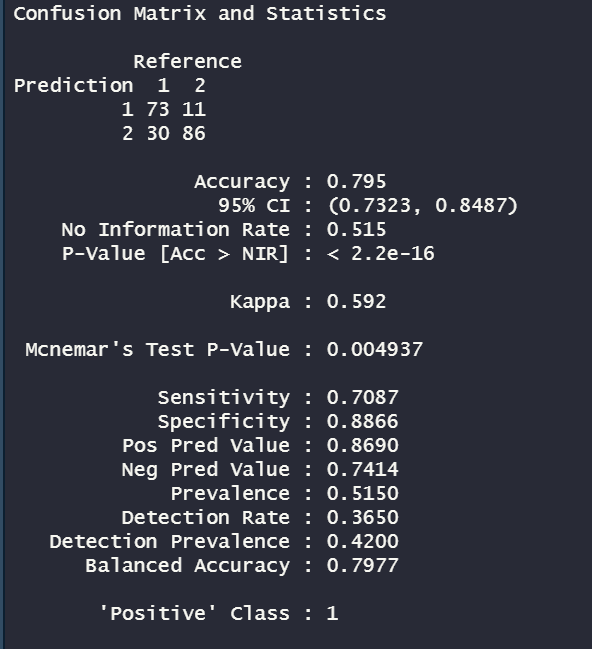 Confusion Matrix and Statistics
Reference
Prediction 1 2
1 73 11
2 30 86
Accuracy : 0.795
95% CI : (0.7323, 0.8487)
No Information Rate : 0.515
P-Value [Acc > NIR] : < 2.2e-16
Kappa : 0.592
Mcnemar's Test P-Value : 0.004937
Sensitivity : 0.7087
Specificity : 0.8866
Pos Pred Value : 0.8690
Neg Pred Value : 0.7414
Prevalence : 0.5150
Detection Rate : 0.3650
Detection Prevalence : 0.4200
Balanced Accuracy : 0.7977
'Positive' Class : 1